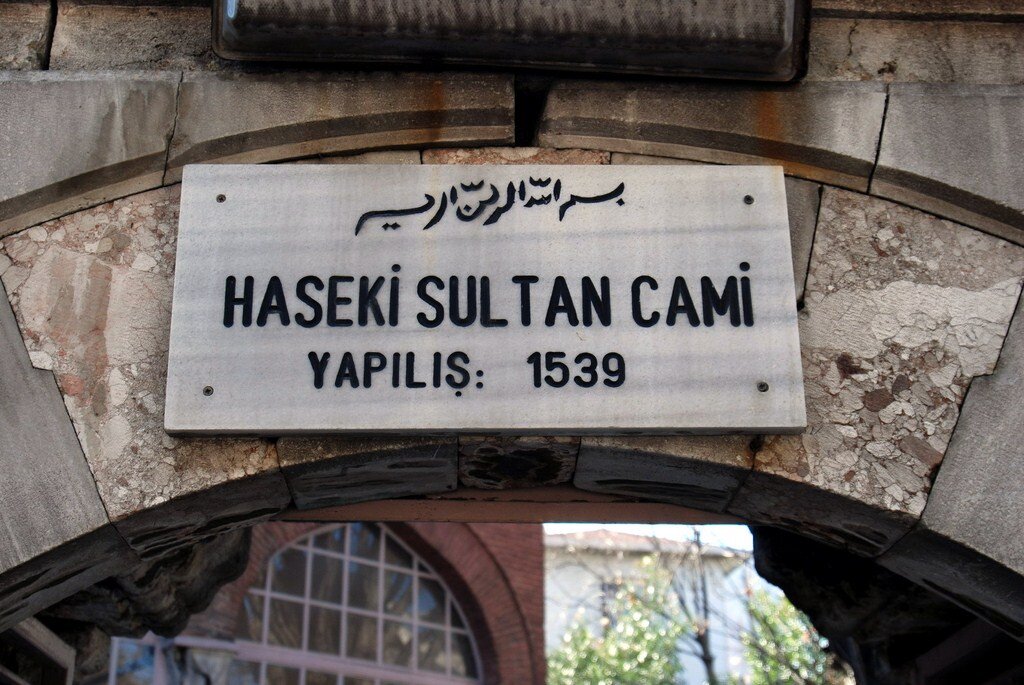 بسم الله الرحمن الرحيم
HASEKİ SULTAN CAMİ
YAPILIŞ: 1539